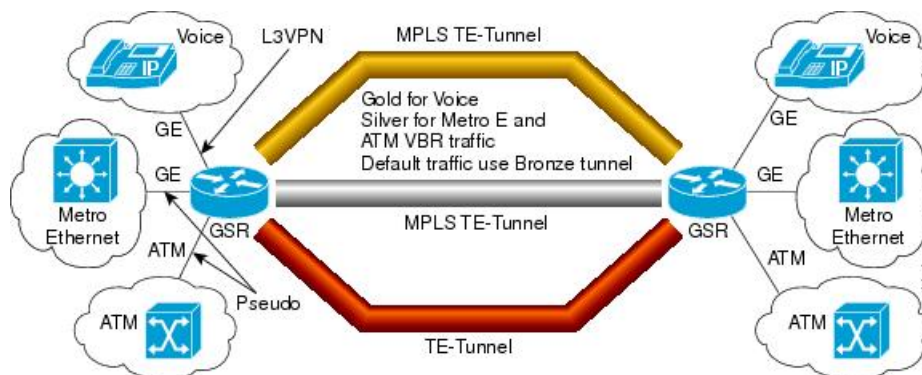 Voice
IP
L3VPN
MPLS TE-Tunnel
Voice
IP
GE
Gold for Voice
Silver for Metro E and
ATM VBR traffic
Default traffic use Bronze tunnel
GE
GE
GE
Metro
Ethernet
GSR
MPLS TE-Tunnel
GSR
Metro
Ethernet
ATM
ATM
Pseudo
ATM
TE-Tunnel
ATM